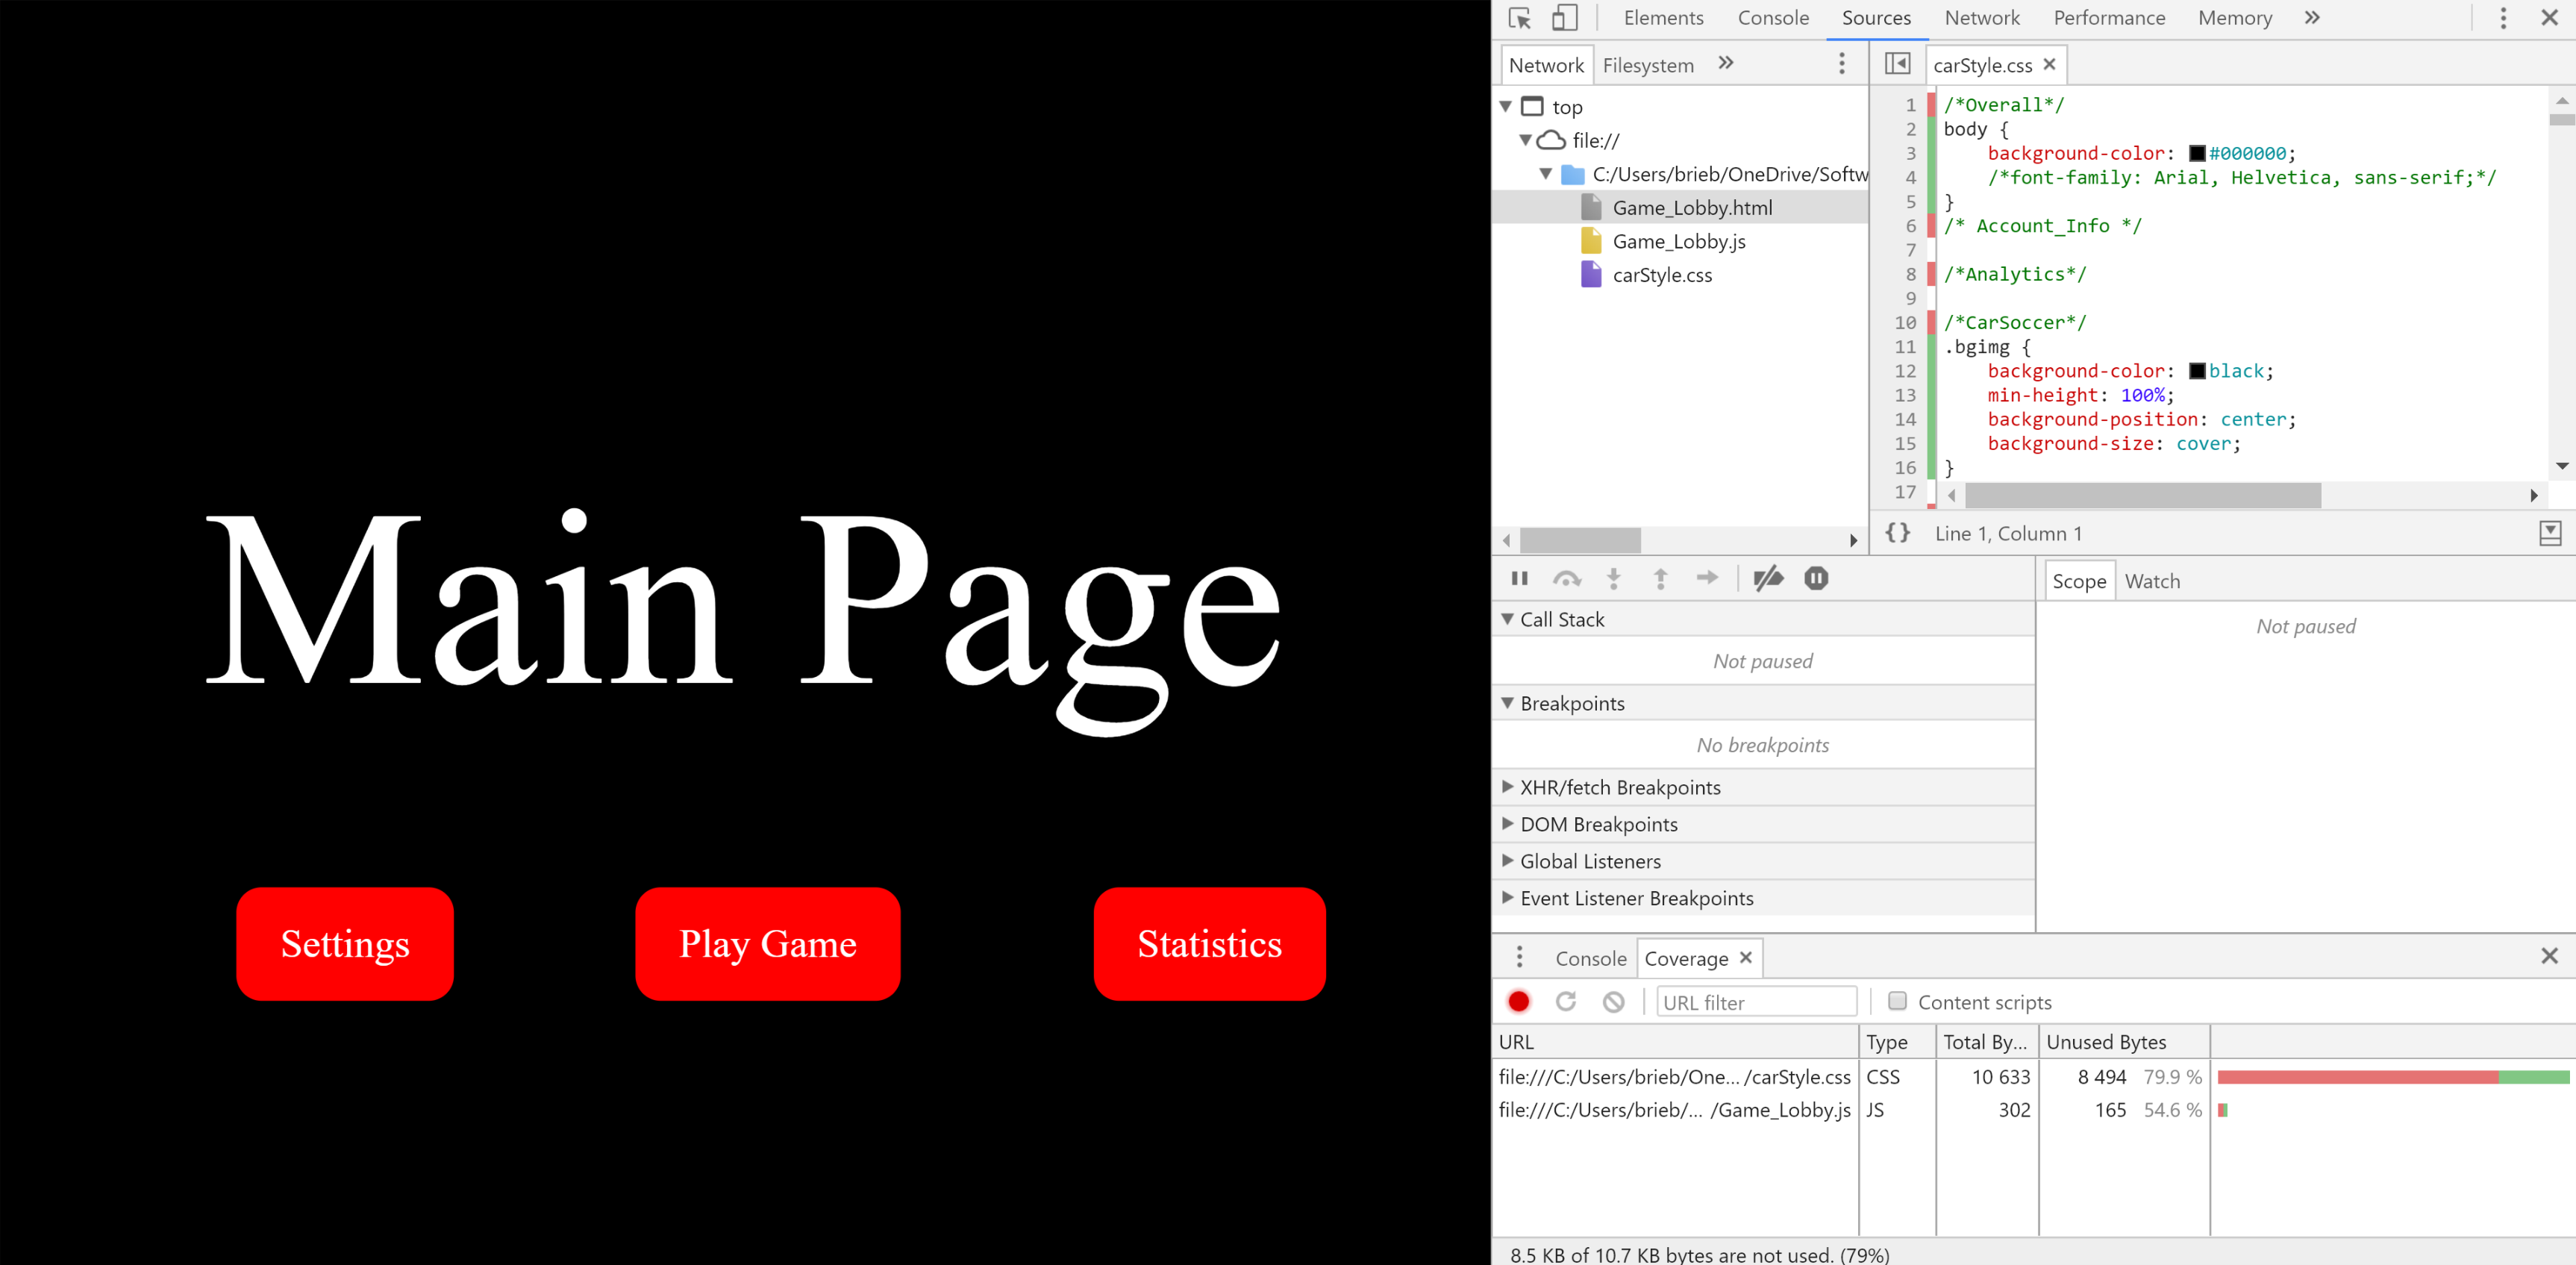 Main Page
Settings
Play Game
Statistics
Elements Console Sources Network Performance Memory »
Network Filesystem »
top
file://
C:/Users/brieb/OneDrive/Softw
Game_Lobby.html
Game_Lobby.js
carStyle.css
carStyle.css ×
1 /*Overall*/
2 body {
3 background-color: #000000;
4 /*font-family: Arial, Helvetica, sans-serif;*/
5 }
6 /* Account_Info */
7
8 /*Analytics*/
9
10 /*CarSoccer*/
11 .bgimg {
12 background-color: black;
13 min-height: 100%;
14 background-position: center;
15 background-size: cover;
16 }
17
{} Line 1, Column 1
Call Stack
Not paused
Breakpoints
No breakpoints
XHR/fetch Breakpoints
DOM Breakpoints
Global Listeners
Event Listener Breakpoints
Scope Watch
Not paused
Console Coverage ×
URL filter Content scripts
URL Type Total By... Unused Bytes
file:///C:/Users/brieb/One... /carStyle.css CSS 10 633 8 494 79.9 %
file:///C:/Users/brieb/... /Game_Lobby.js JS 302 165 54.6 %
8.5 KB of 10.7 KB bytes are not used. (79%)